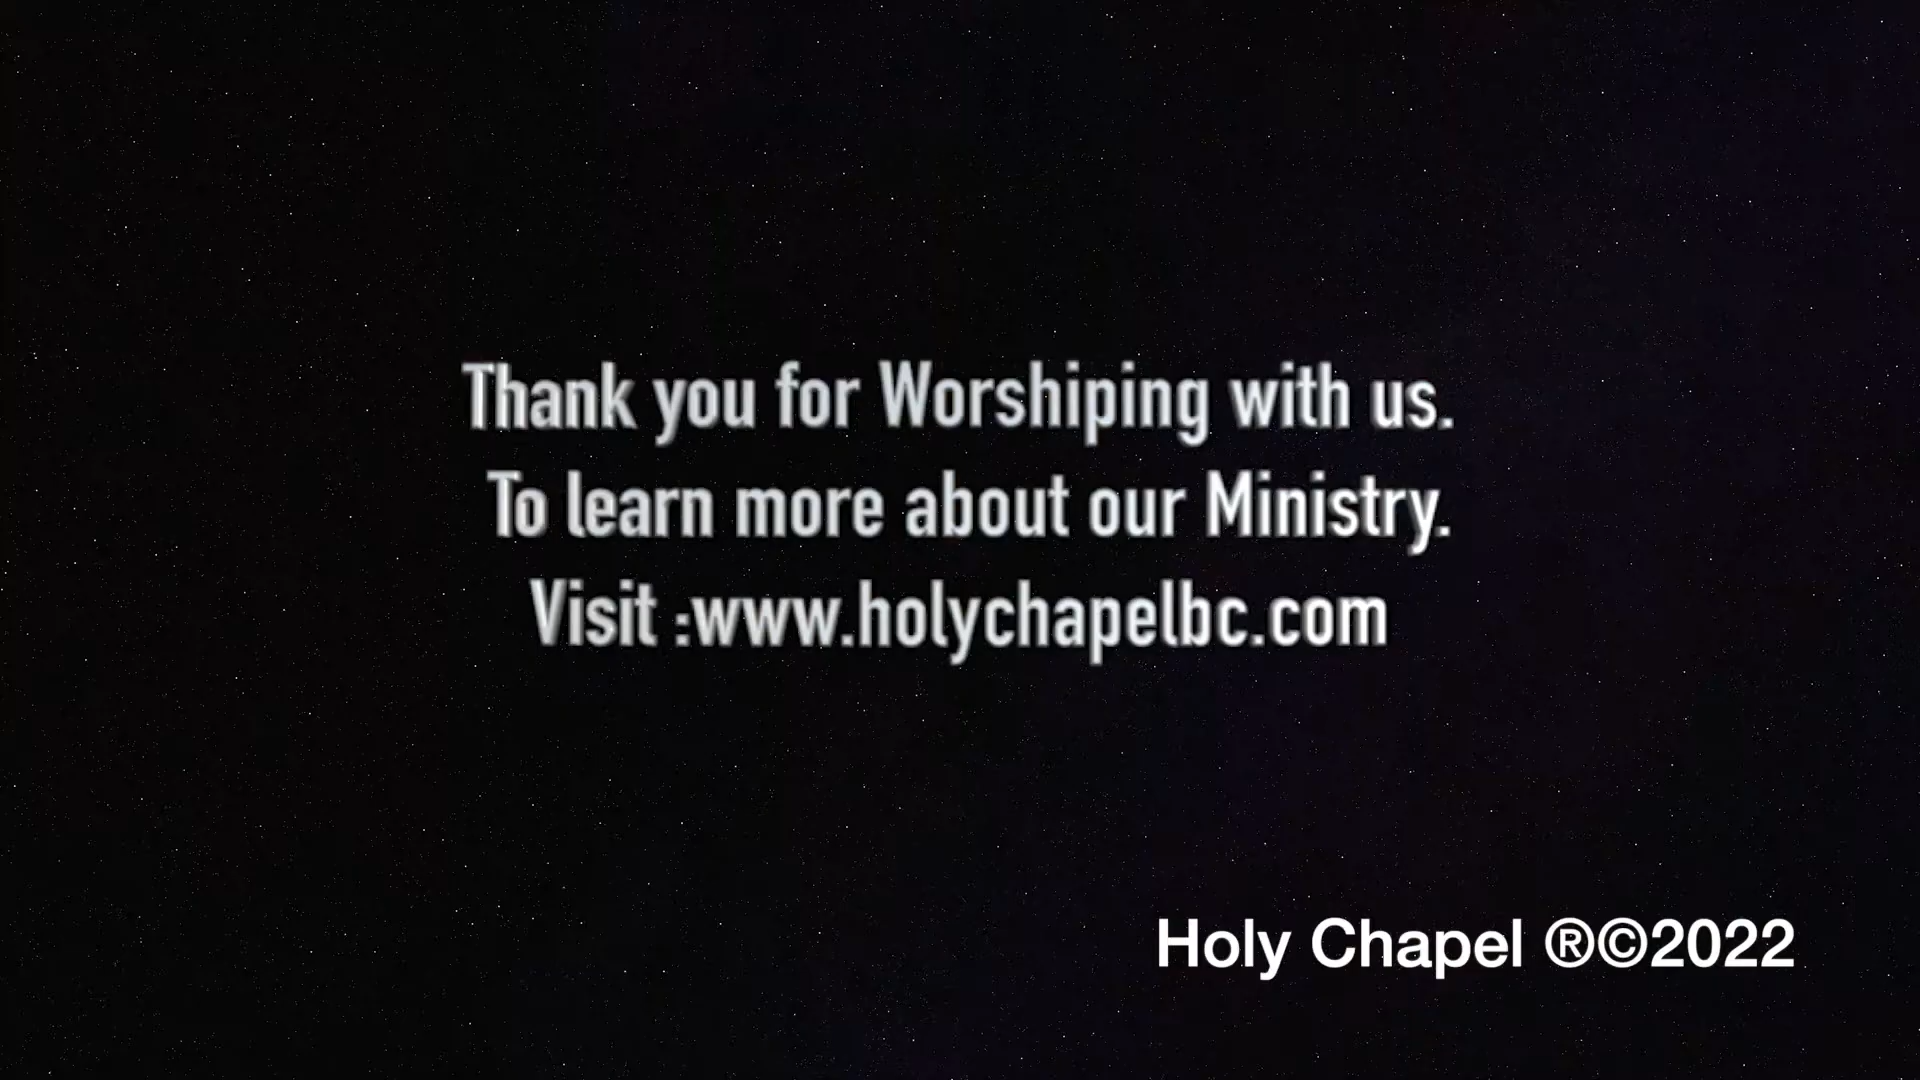 Thank you for Worshiping with us.
To learn more about our Ministry.
Visit :www.holychapelbc.com
Holy Chapel ®©2022